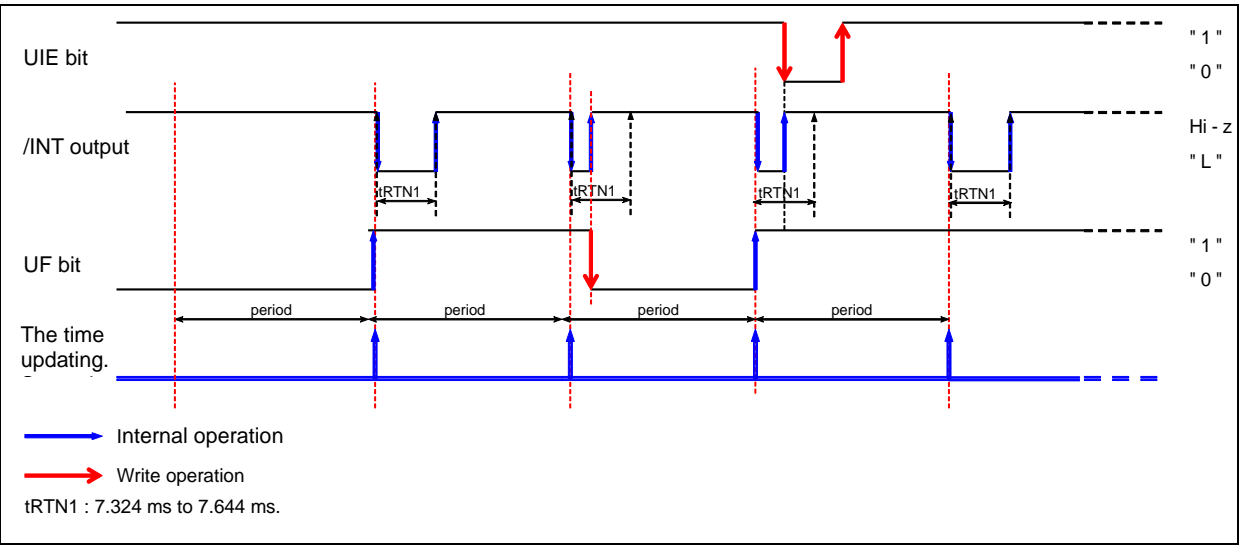 UIE bit
" 1 "
" 0 "
/INT output
Hi - z
" L "
tRTN1
tRTN1
tRTN1
tRTN1
UF bit
" 1 "
" 0 "
period
period
period
period
The time
updating.
Internal operation
Write operation
tRTN1 : 7.324 ms to 7.644 ms.